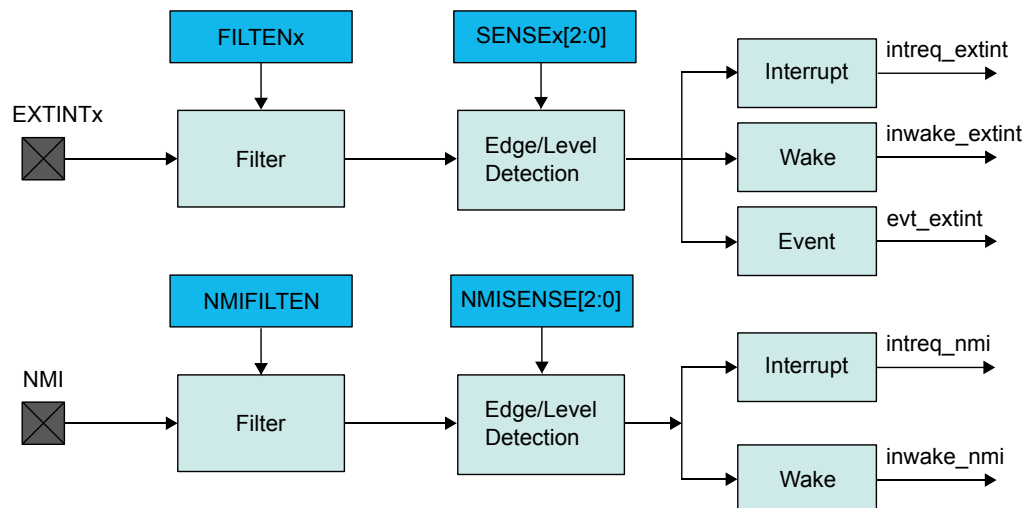 FILTENx
SENSEx[2:0]
intreq_extint
Interrupt
EXTINTx
Filter
Edge/Level
Detection
inwake_extint
Wake
evt_extint
Event
NMIFILTEN
NMISENSE[2:0]
intreq_nmi
Interrupt
NMI
Filter
Edge/Level
Detection
inwake_nmi
Wake